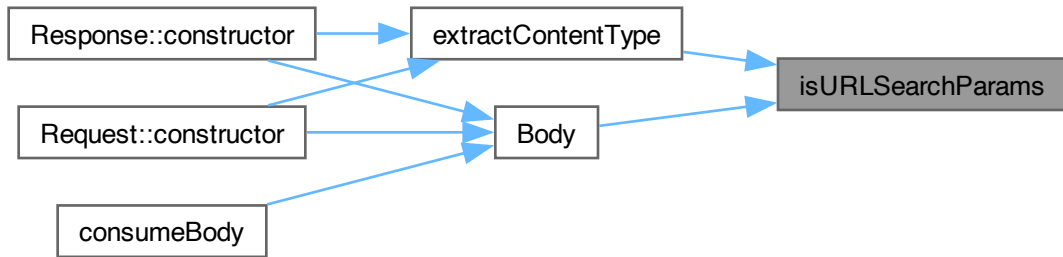 Response::constructor
extractContentType
isURLSearchParams
Request::constructor
Body
consumeBody